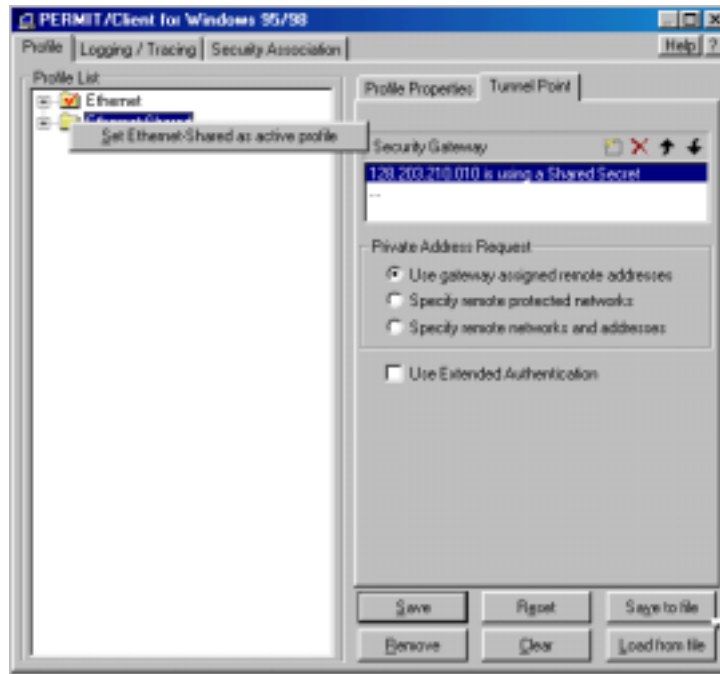 PERMIT/Client for Windows 95/98
Profile
Logging / Tracing
Security Association
Help
?
Profile List
Ethernet
Ethernet-Shared
Set Ethernet-Shared as active profile
Profile Properties
Tunnel Point
Security Gateway
128.203.210.010 is using a Shared Secret
...
Private Address Request
Use gateway assigned remote addresses
Specify remote protected networks
Specify remote networks and addresses
Use Extended Authentication
Save
Reset
Save to file
Remove
Clear
Load from file